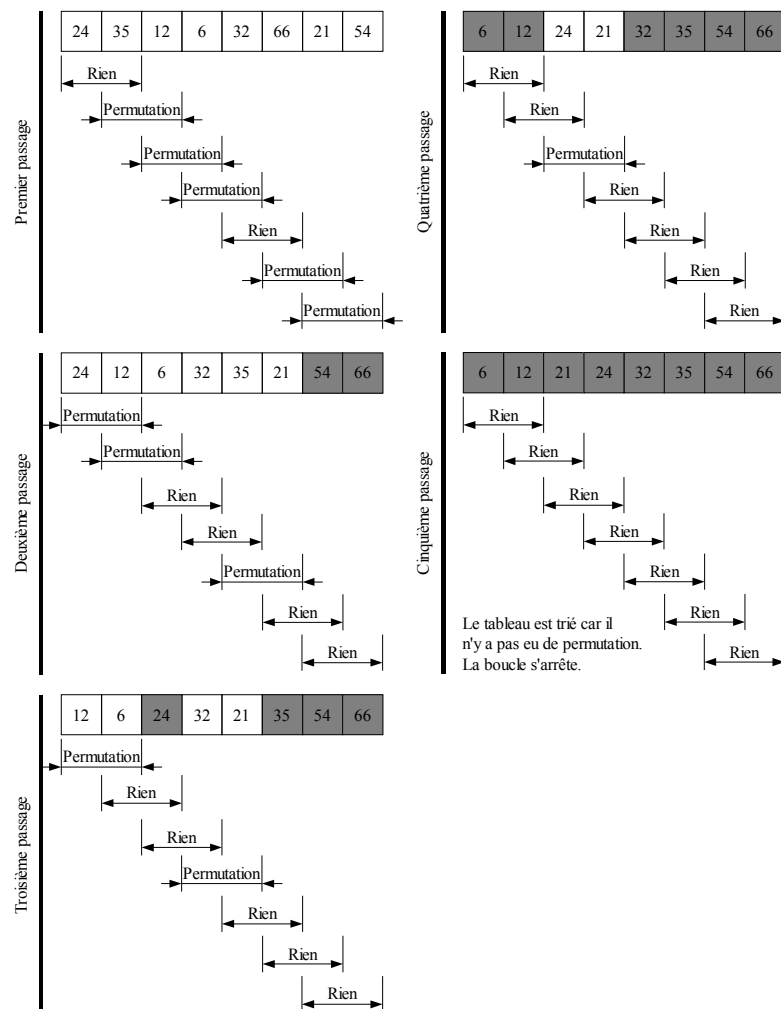 Premier passage
24 35 12 6 32 66 21 54
Rien
Permutation
Permutation
Permutation
Rien
Permutation
Permutation
Deuxième passage
24 12 6 32 35 21 54 66
Permutation
Permutation
Rien
Rien
Permutation
Rien
Rien
Troisième passage
12 6 24 32 21 35 54 66
Permutation
Rien
Rien
Permutation
Rien
Rien
Rien
Quatrième passage
6 12 24 21 32 35 54 66
Rien
Rien
Permutation
Rien
Rien
Rien
Rien
Cinquième passage
6 12 21 24 32 35 54 66
Rien
Rien
Rien
Rien
Rien
Rien
Rien
Le tableau est trié car il
n'y a pas eu de permutation.
La boucle s'arrête.